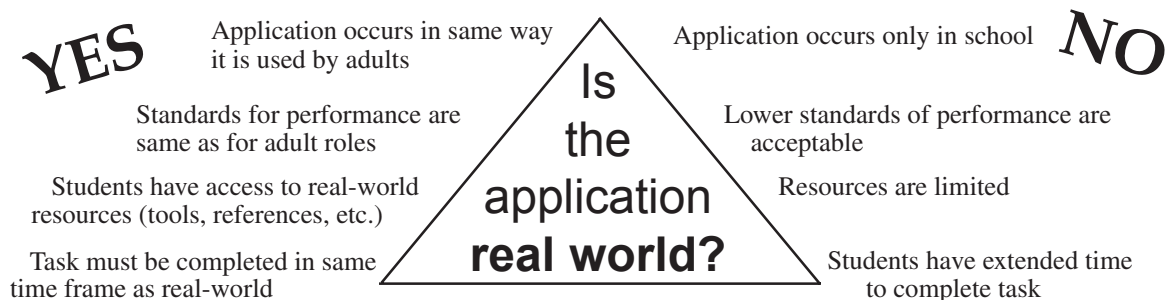 YES
Application occurs in same way
it is used by adults
Standards for performance are
same as for adult roles
Students have access to real-world
resources (tools, references, etc.)
Task must be completed in same
time frame as real-world
Is
the
application
real world?
NO
Application occurs only in school
Lower standards of performance are
acceptable
Resources are limited
Students have extended time
to complete task